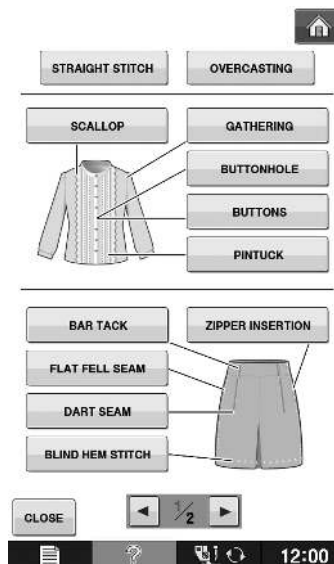 STRAIGHT STITCH
OVERCASTING
SCALLOP
GATHERING
BUTTONHOLE
BUTTONS
PINTUCK
BAR TACK
ZIPPER INSERTION
FLAT FELL SEAM
DART SEAM
BLIND HEM STITCH
CLOSE
1/2
12:00